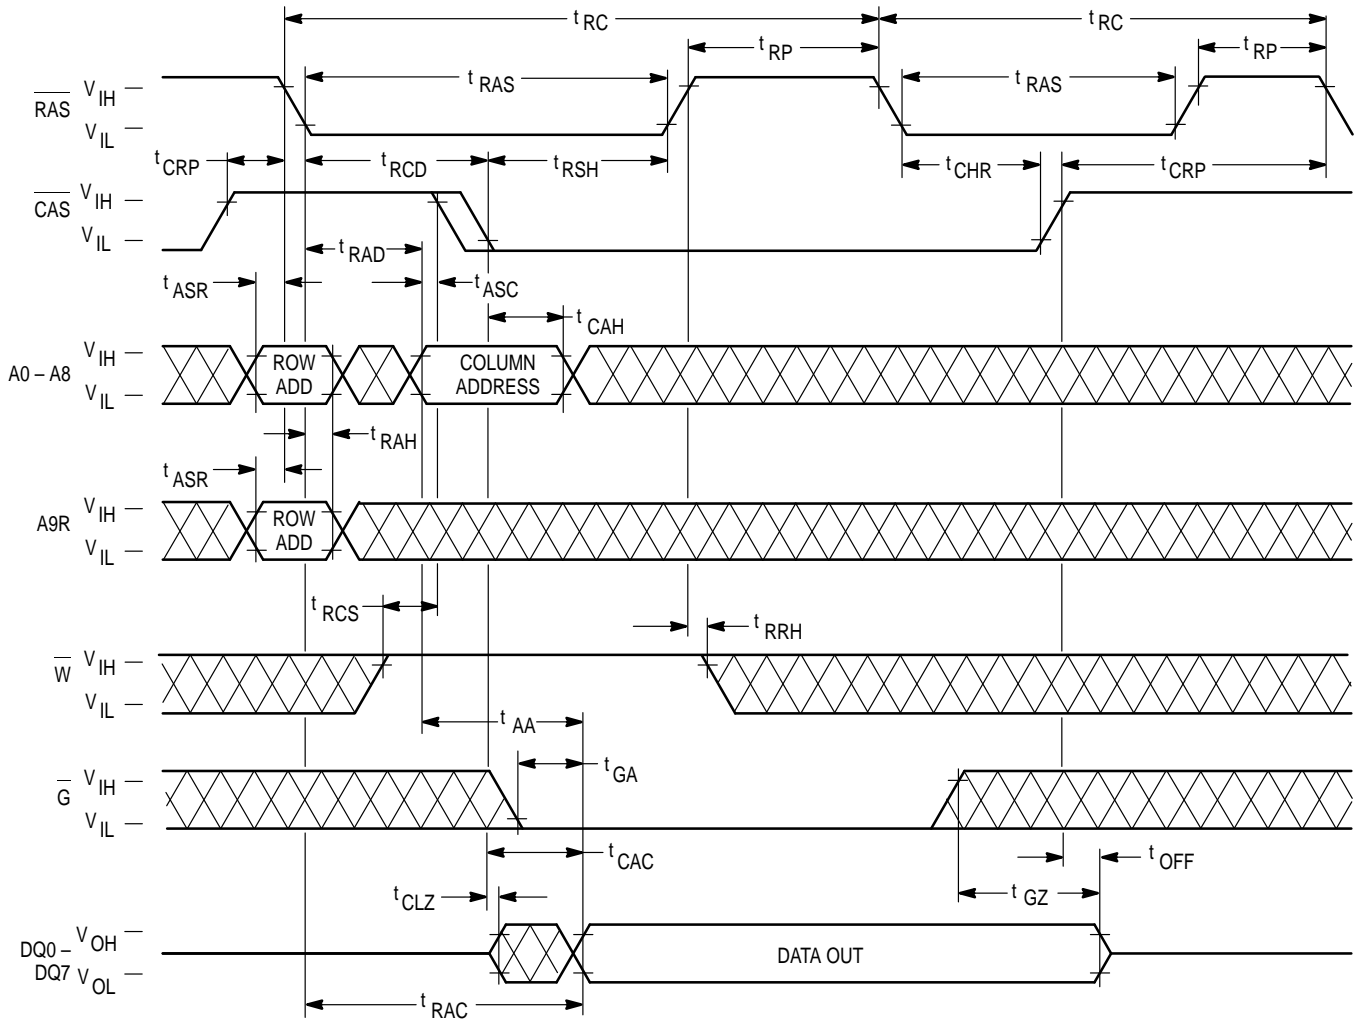 t RC t RC
t RP t RP
t RAS t RAS
RAS V IH
V IL
t CRP t RCD t RSH t CHR t CRP
CAS V IH
V IL
t RAD
t ASR t ASC
t CAH
A0 – A8 V IH ROW ADD COLUMN ADDRESS
V IL
t RAH
t ASR
A9R V IH ROW ADD
V IL
t RCS t RRH
W V IH
V IL
t AA
t GA
G V IH
V IL
t CAC t OFF
t CLZ t GZ
DQ0 – V OH
DQ7 V OL DATA OUT
t RAC